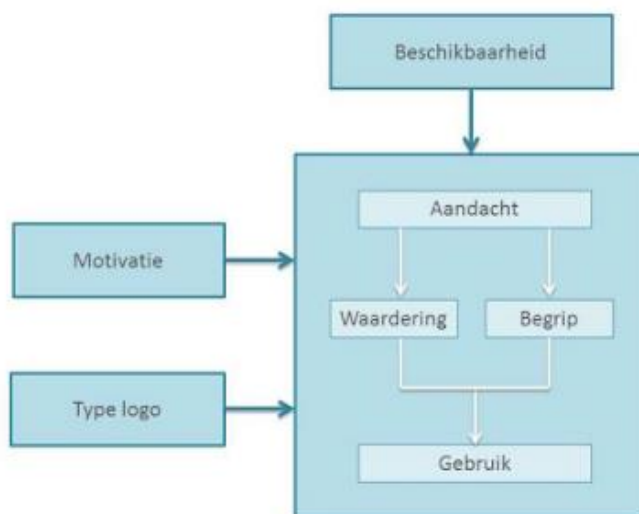 Beschikbaarheid
Aandacht
Motivatie
Waardering
Begrip
Type logo
Gebruik